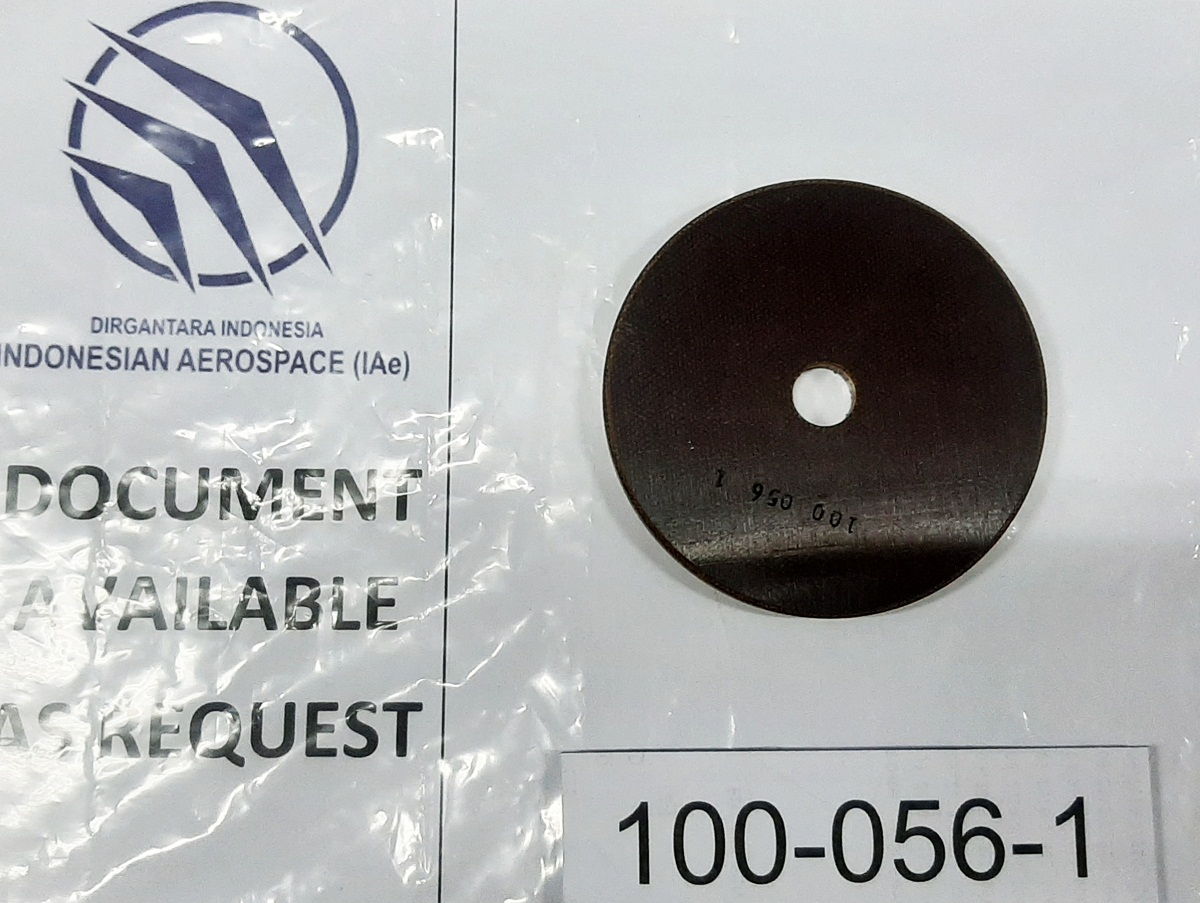 DIRGANTARA INDONESIA
INDONESIAN AEROSPACE (IAe)
DOCUMENT
AVAILABLE
AS REQUEST
100 056 1
100-056-1